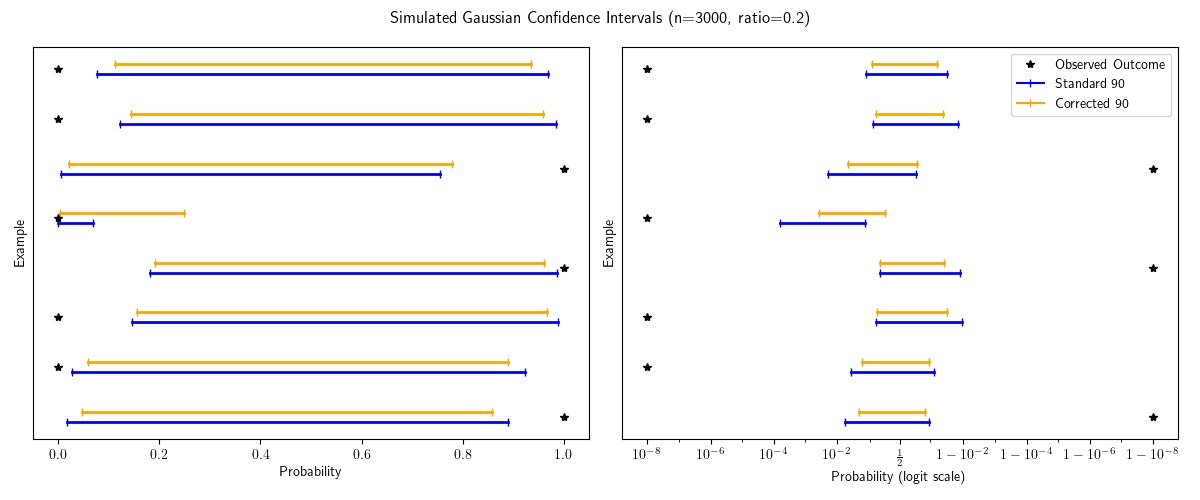 Simulated Gaussian Confidence Intervals (n=3000, ratio=0.2)
Observed Outcome
Standard 90
Corrected 90
Example
Example
0.0 0.2 0.4 0.6 0.8 1.0
Probability
10⁻⁸ 10⁻⁶ 10⁻⁴ 10⁻² 1/2 1 − 10⁻² 1 − 10⁻⁴ 1 − 10⁻⁶ 1 − 10⁻⁸
Probability (logit scale)